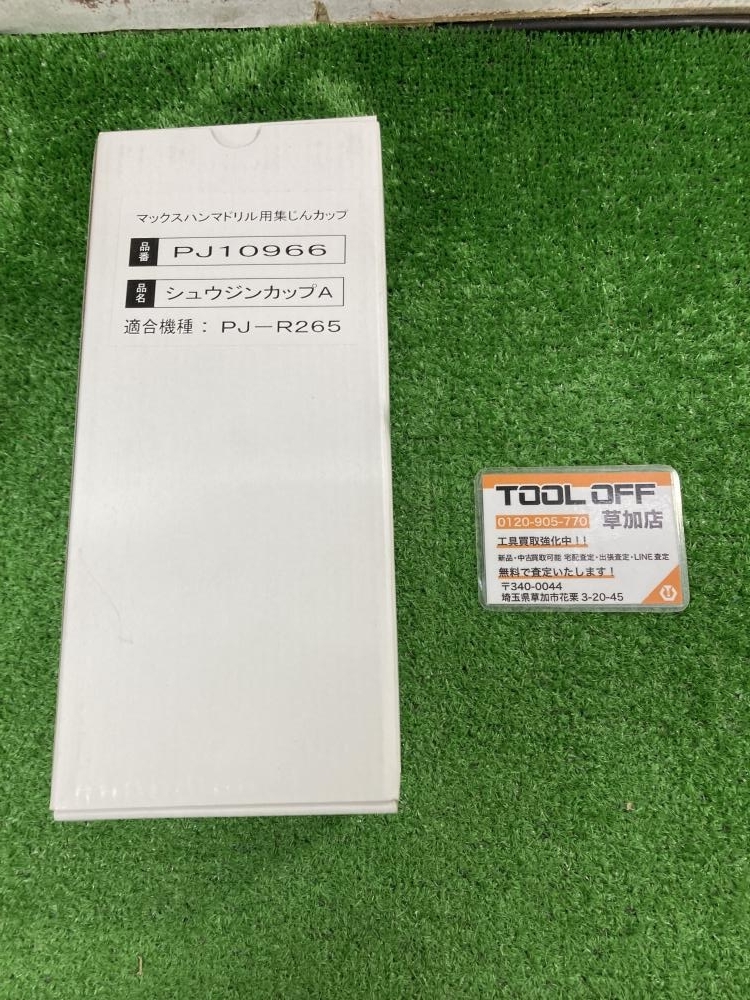 マックスハンマドリル用集じんカップ
品番 PJ10966
品名 シュウジンカップA
適合機種： PJ－R265
TOOL OFF
0120-905-770 草加店
工具買取強化中！！
新品・中古買取可能 宅配査定・出張査定・LINE査定
無料で査定いたします！
〒340-0044
埼玉県草加市花栗 3-20-45